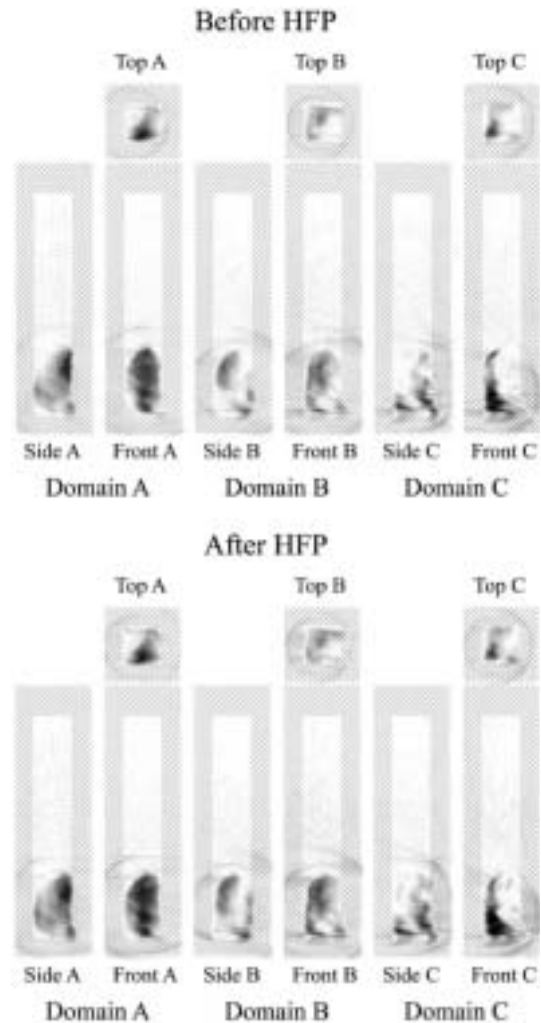 Before HFP
Top A Top B Top C
Side A Front A Side B Front B Side C Front C
Domain A Domain B Domain C
After HFP
Top A Top B Top C
Side A Front A Side B Front B Side C Front C
Domain A Domain B Domain C